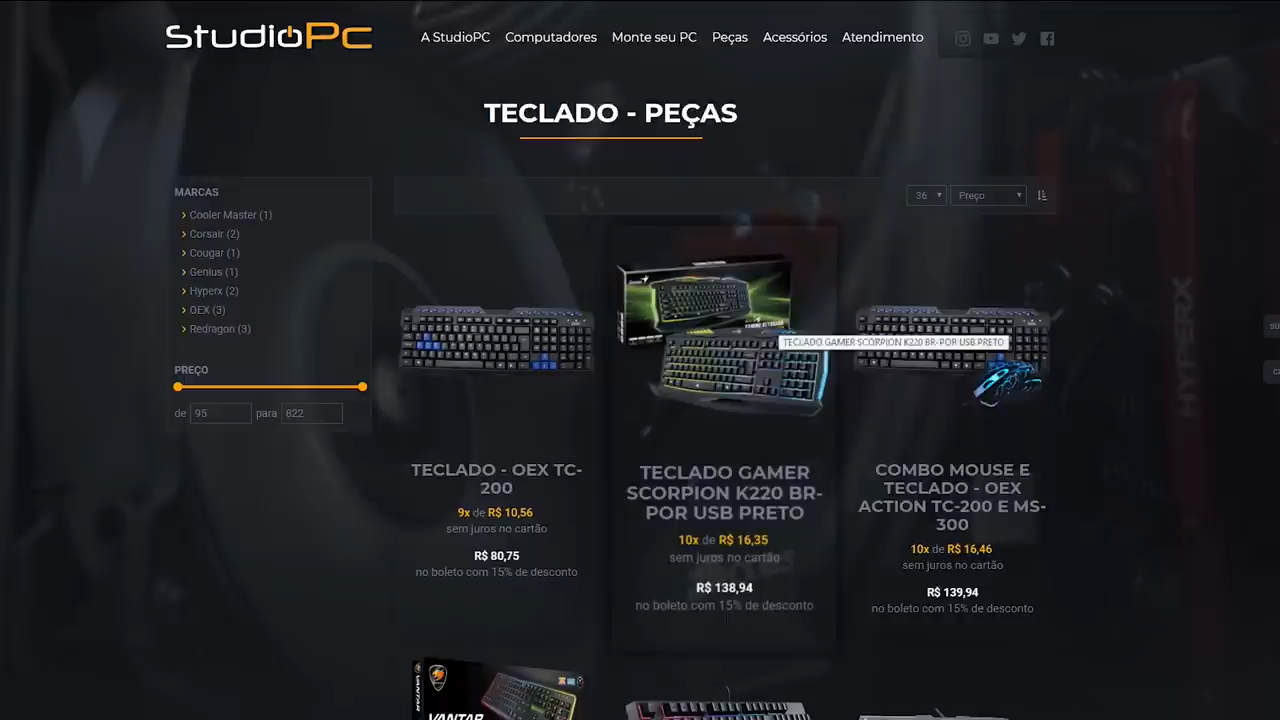 StudioPC
A StudioPC Computadores Monte seu PC Peças Acessórios Atendimento
TECLADO - PEÇAS
MARCAS
Cooler Master (1)
Corsair (2)
Cougar (1)
Genius (1)
Hyperx (2)
OEX (3)
Redragon (3)
PREÇO
de 95 para 822
36 Preço
TECLADO GAMER SCORPION K220 BR-POR USB PRETO
HYPERX
TECLADO - OEX TC-
200
9x de R$ 10,56
sem juros no cartão
R$ 80,75
no boleto com 15% de desconto
TECLADO GAMER
SCORPION K220 BR-
POR USB PRETO
10x de R$ 16,35
sem juros no cartão
R$ 138,94
no boleto com 15% de desconto
COMBO MOUSE E
TECLADO - OEX
ACTION TC-200 E MS-
300
10x de R$ 16,46
sem juros no cartão
R$ 139,94
no boleto com 15% de desconto
VANTAR